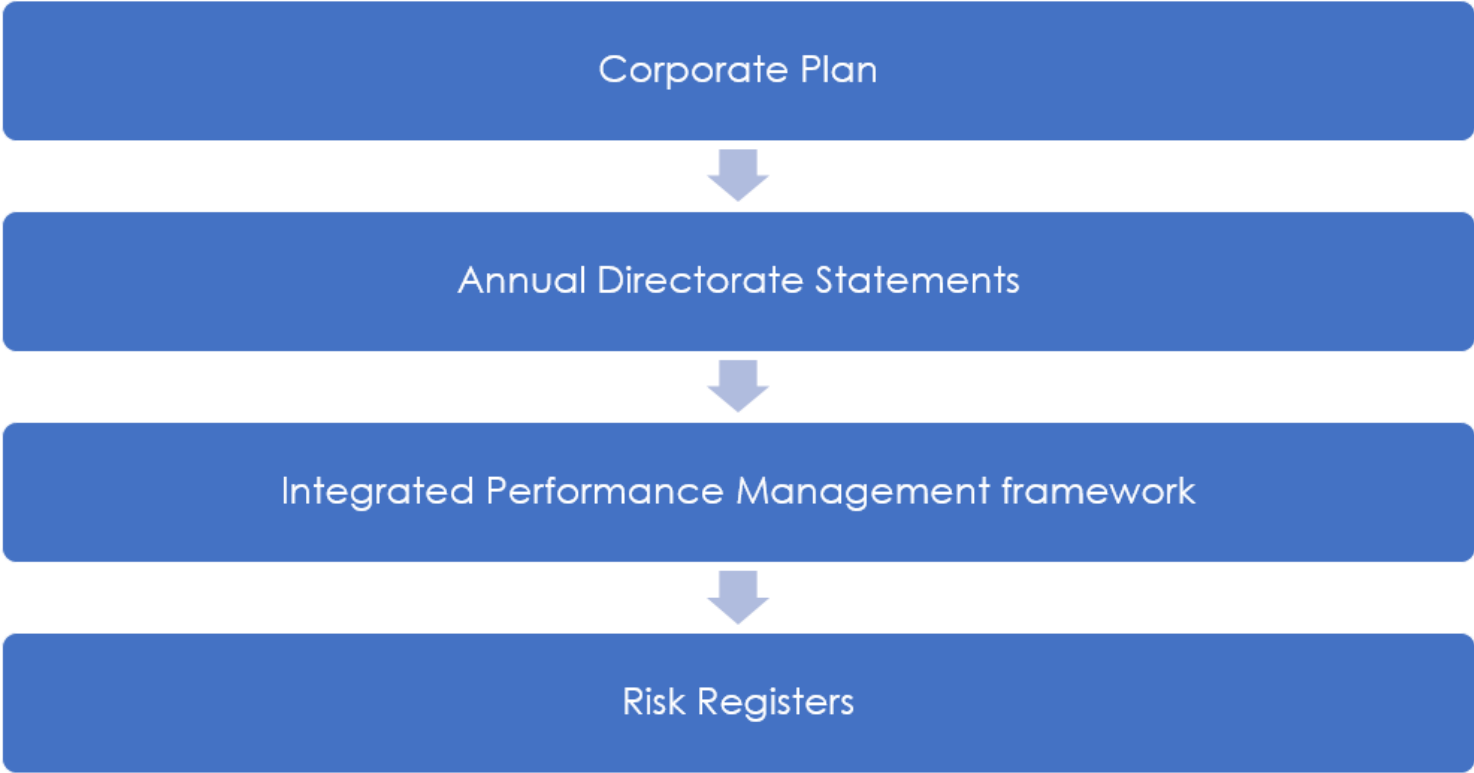 Corporate Plan
Annual Directorate Statements
Integrated Performance Management framework
Risk Registers